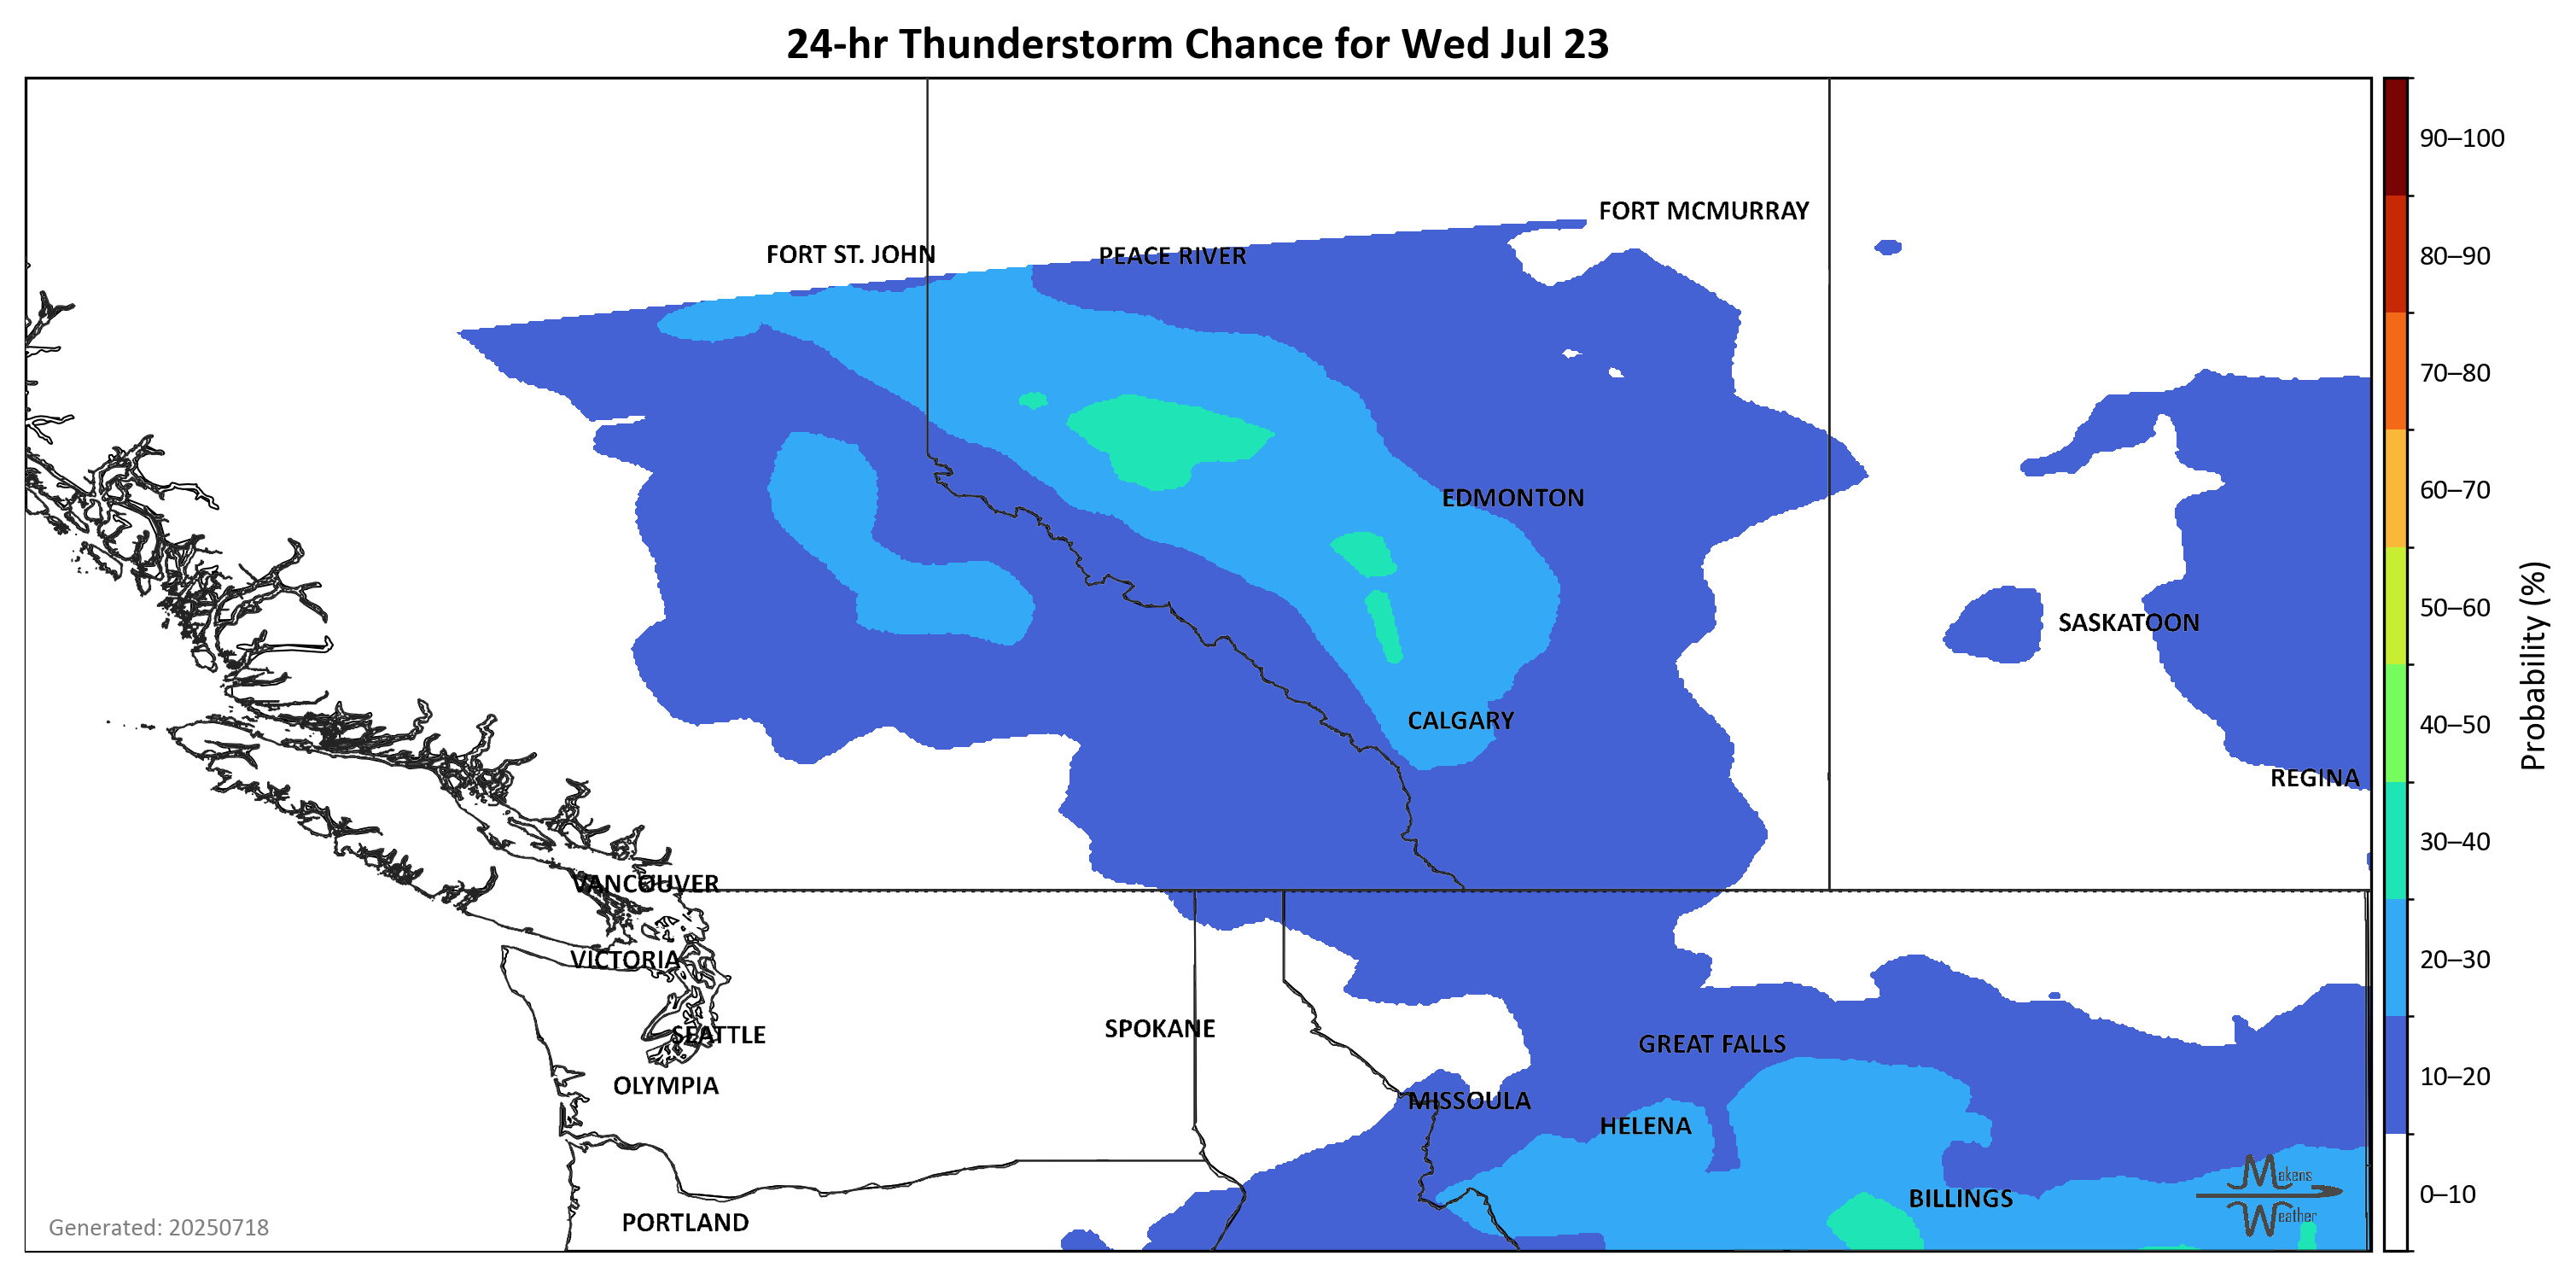 24-hr Thunderstorm Chance for Wed Jul 23
90–100
FORT MCMURRAY
FORT ST. JOHN
PEACE RIVER
80–90
70–80
EDMONTON
60–70
SASKATOON
50–60
Probability (%)
CALGARY
40–50
REGINA
30–40
VANCOUVER
VICTORIA
20–30
SPOKANE
SEATTLE
GREAT FALLS
OLYMPIA
10–20
MISSOULA
HELENA
Makens
Weather
BILLINGS
0–10
PORTLAND
Generated: 20250718